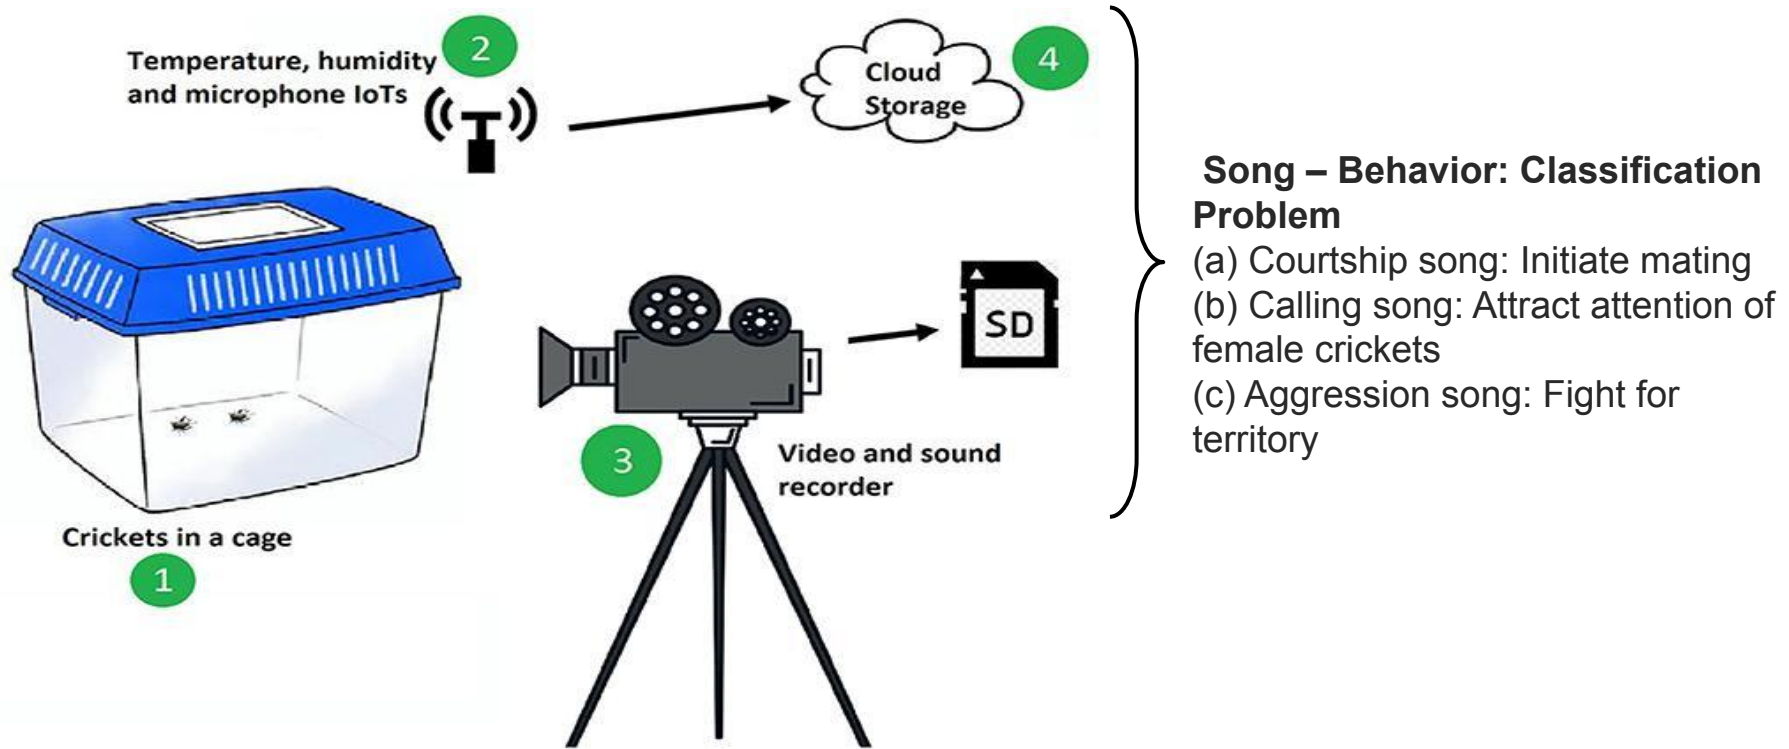 2
Temperature, humidity
and microphone IoTs
Cloud
Storage
4
Song – Behavior: Classification
Problem
(a) Courtship song: Initiate mating
(b) Calling song: Attract attention of
female crickets
(c) Aggression song: Fight for
territory
SD
3
Video and sound
recorder
Crickets in a cage
1